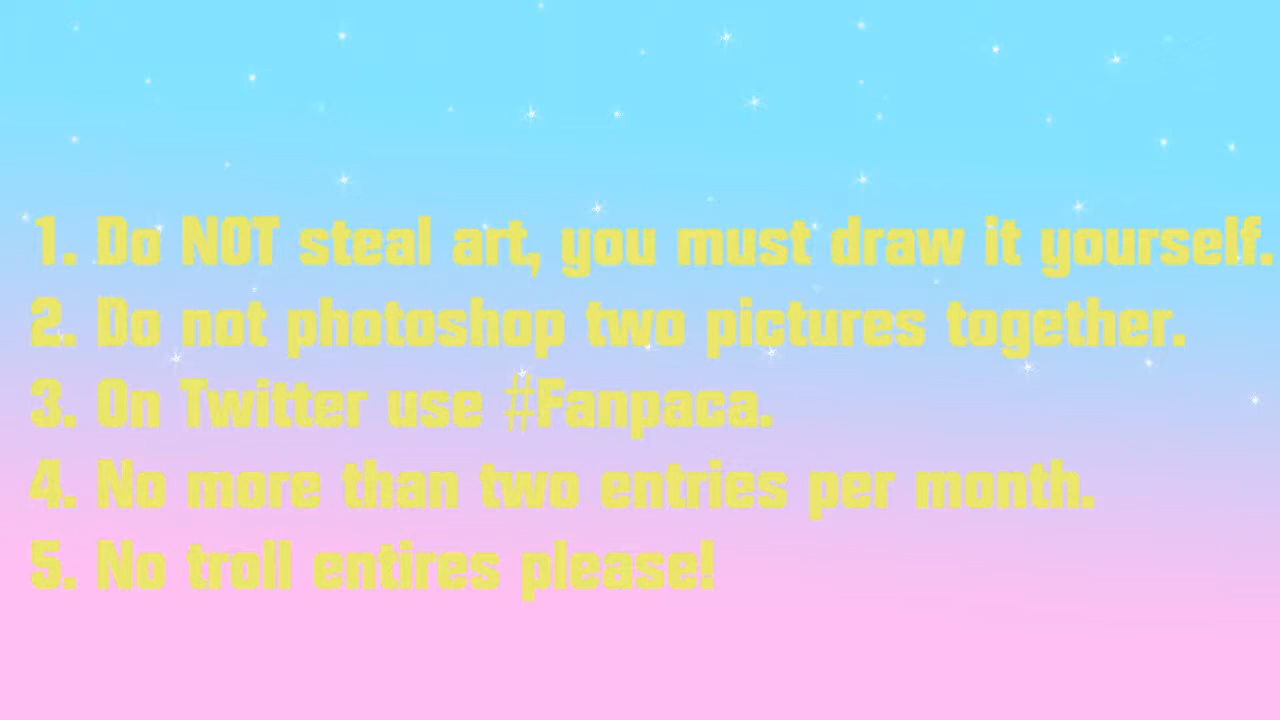 1. Do NOT steal art, you must draw it yourself.
2. Do not photoshop two pictures together.
3. On Twitter use #Fanpaca.
4. No more than two entries per month.
5. No troll entires please!